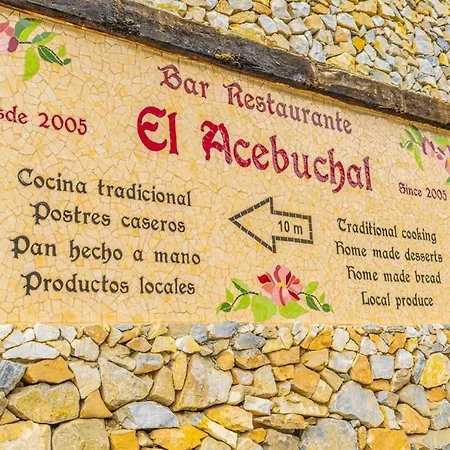 Bar Restaurante
El Acebuchal
sde 2005
Since 2005
Cocina tradicional
Postres caseros
Pan hecho a mano
Productos locales
10 m
Traditional cooking
Home made desserts
Home made bread
Local produce